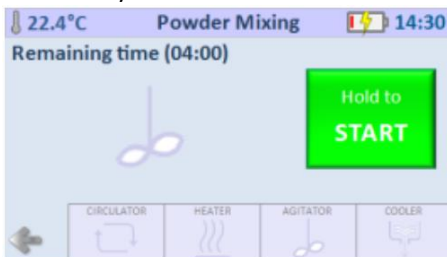 22.4°C Powder Mixing 14:30
Remaining time (04:00)
Hold to
START
CIRCULATOR HEATER AGITATOR COOLER